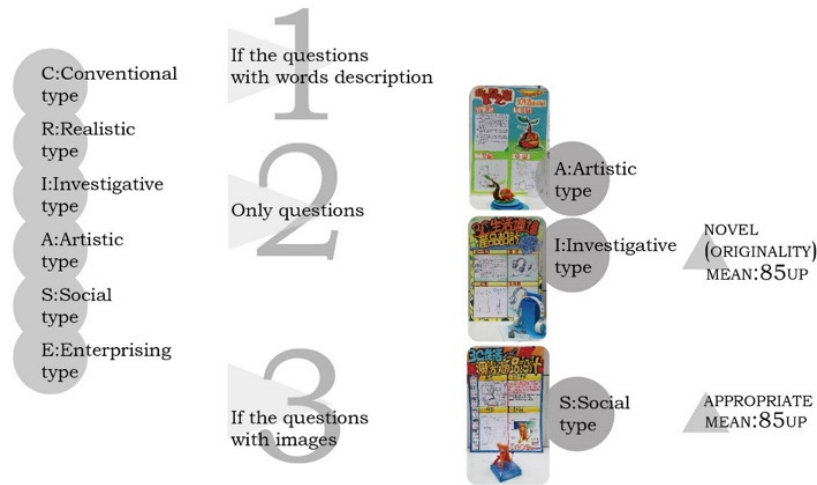 C:Conventional
type
R:Realistic
type
I:Investigative
type
A:Artistic
type
S:Social
type
E:Enterprising
type
1
If the questions
with words description
2
Only questions
3
If the questions
with images
A:Artistic
type
I:Investigative
type
S:Social
type
NOVEL
(ORIGINALITY)
MEAN:85UP
APPROPRIATE
MEAN:85UP